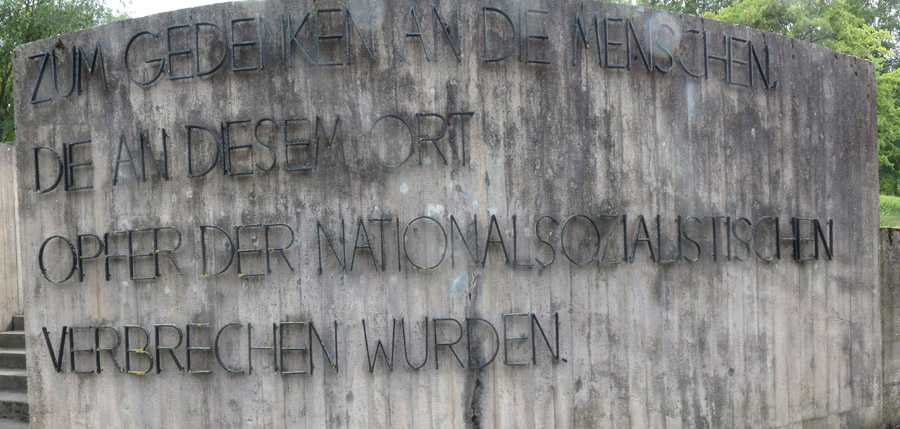 ZUM GEDENKEN AN DIE MENSCHEN,
DIE AN DIESEM ORT
OPFER DER NATIONALSOZIALISTISCHEN
VERBRECHEN WURDEN.